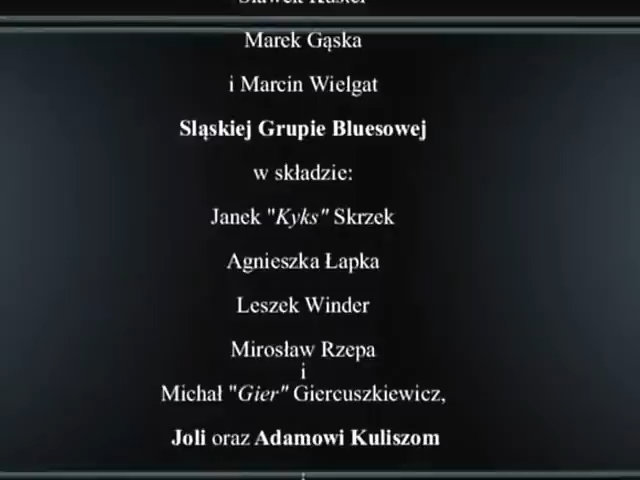 Marek Gąska
i Marcin Wielgat
Sląskiej Grupie Bluesowej
w składzie:
Janek "Kyks" Skrzek
Agnieszka Łapka
Leszek Winder
Mirosław Rzepa
i
Michał "Gier" Giercuszkiewicz,
Joli oraz Adamowi Kuliszom